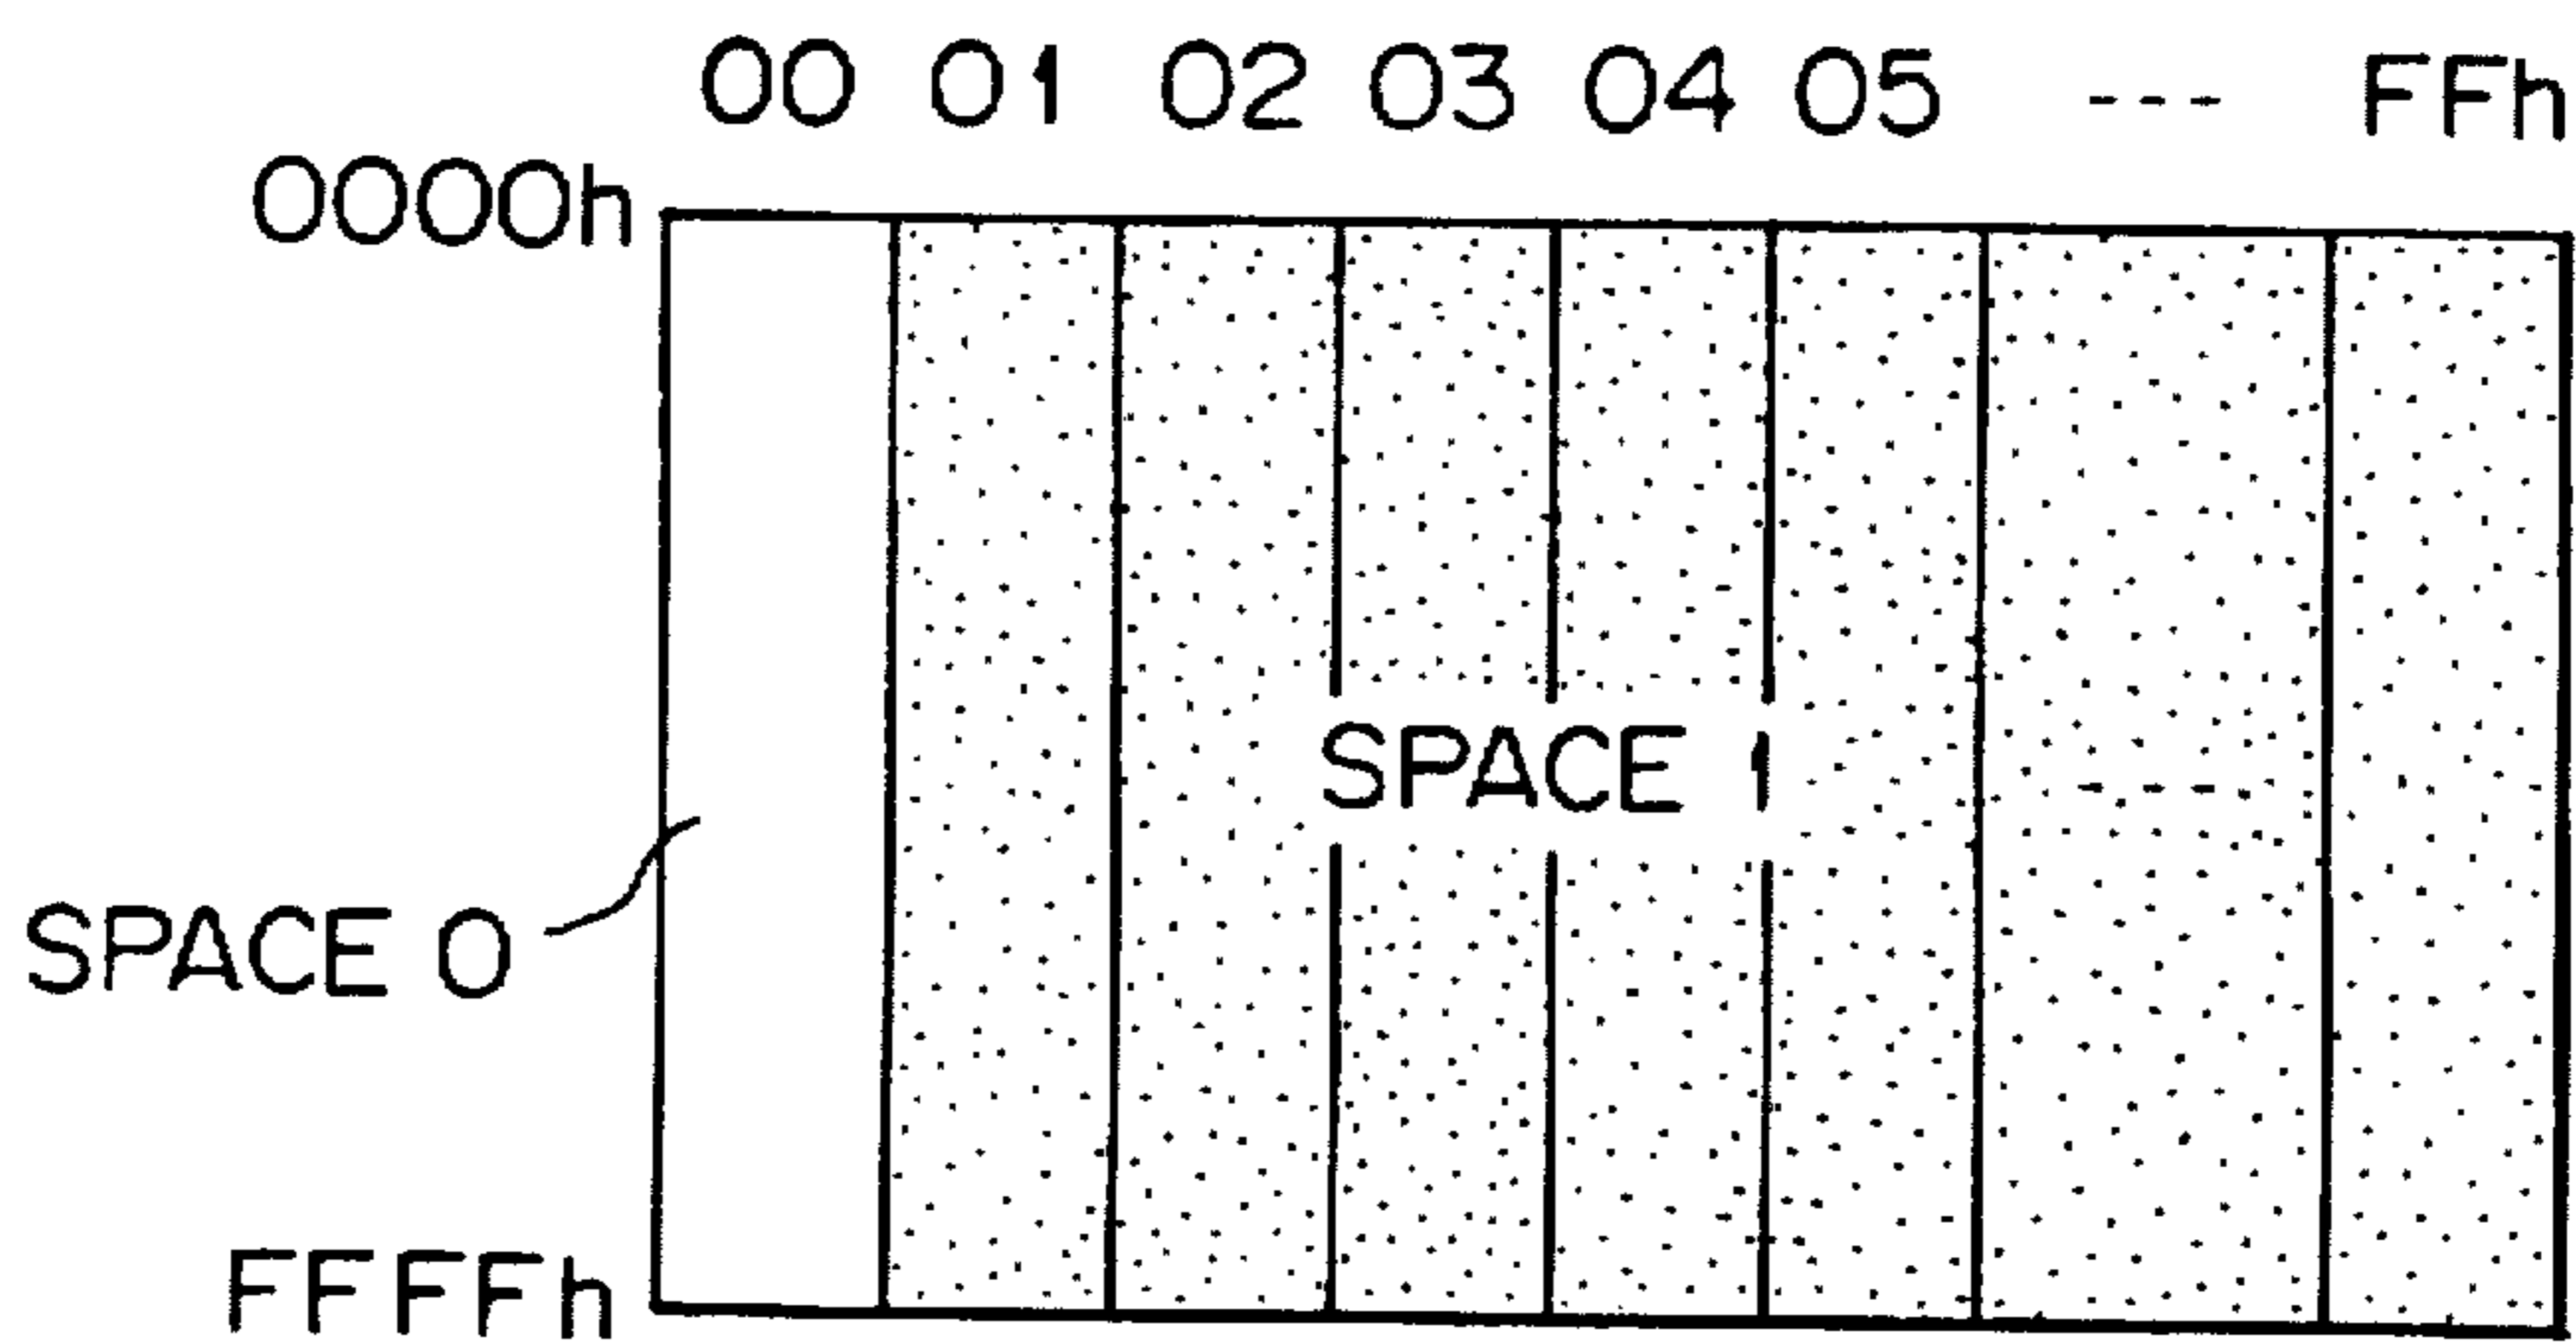 00 01 02 03 04 05 --- FFh
0000h
SPACE 1
---
SPACE 0
FFFFh